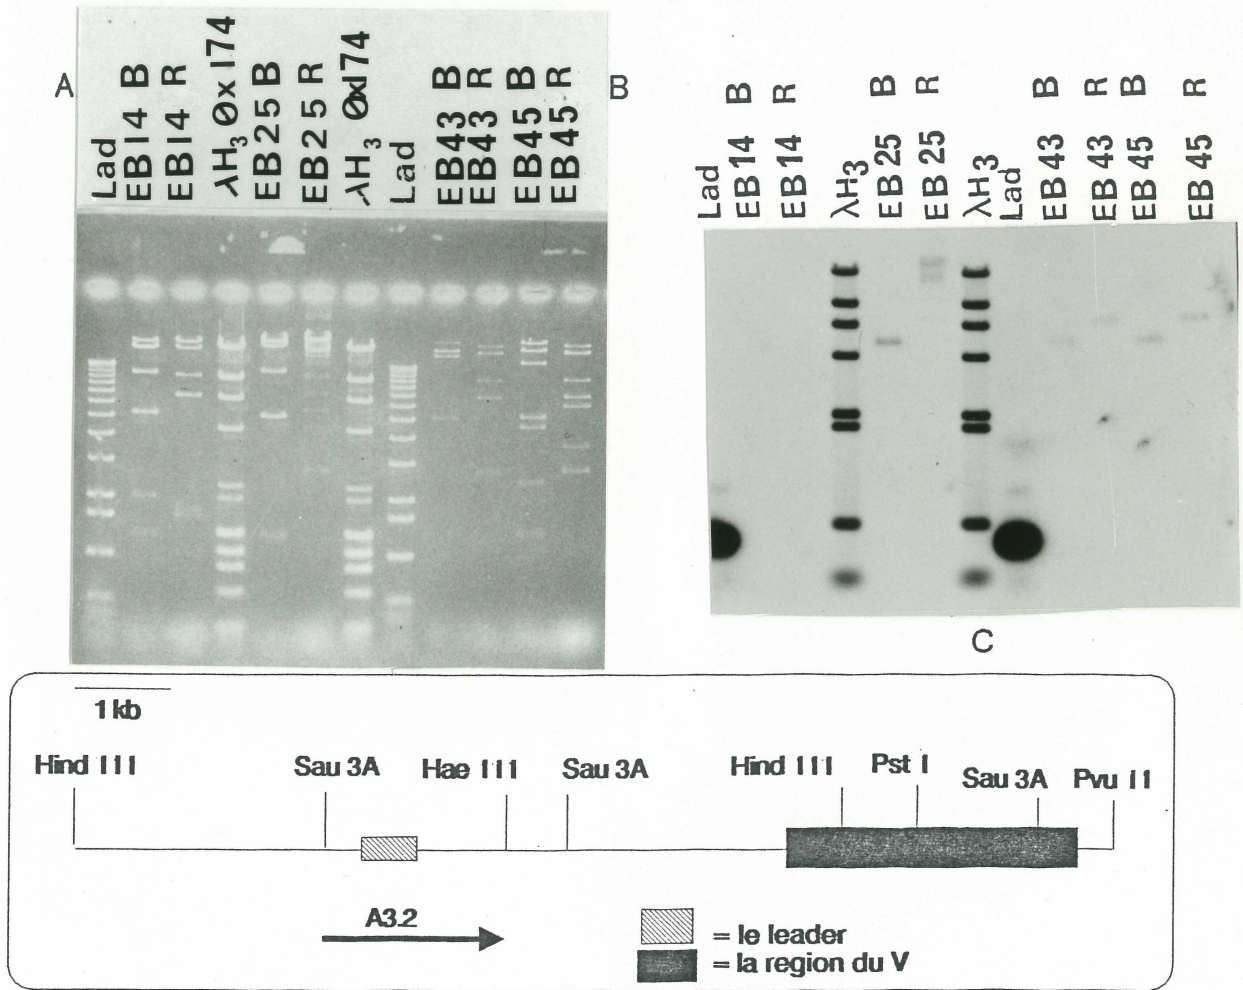 A
Lad
EB14 B
EB14 R
λH3 Øx174
EB25 B
EB25 R
λH3 Øx174
Lad
EB43 B
EB43 R
EB45 B
EB45 R
B
Lad
EB14 B
EB14 R
λH3
EB25 B
EB25 R
λH3
Lad
EB43 B
EB43 R
EB45 B
EB45 R
C
1 kb
Hind III
Sau 3A
Hae III
Sau 3A
Hind III
Pst I
Sau 3A
Pvu II
A3.2
= le leader
= la region du V